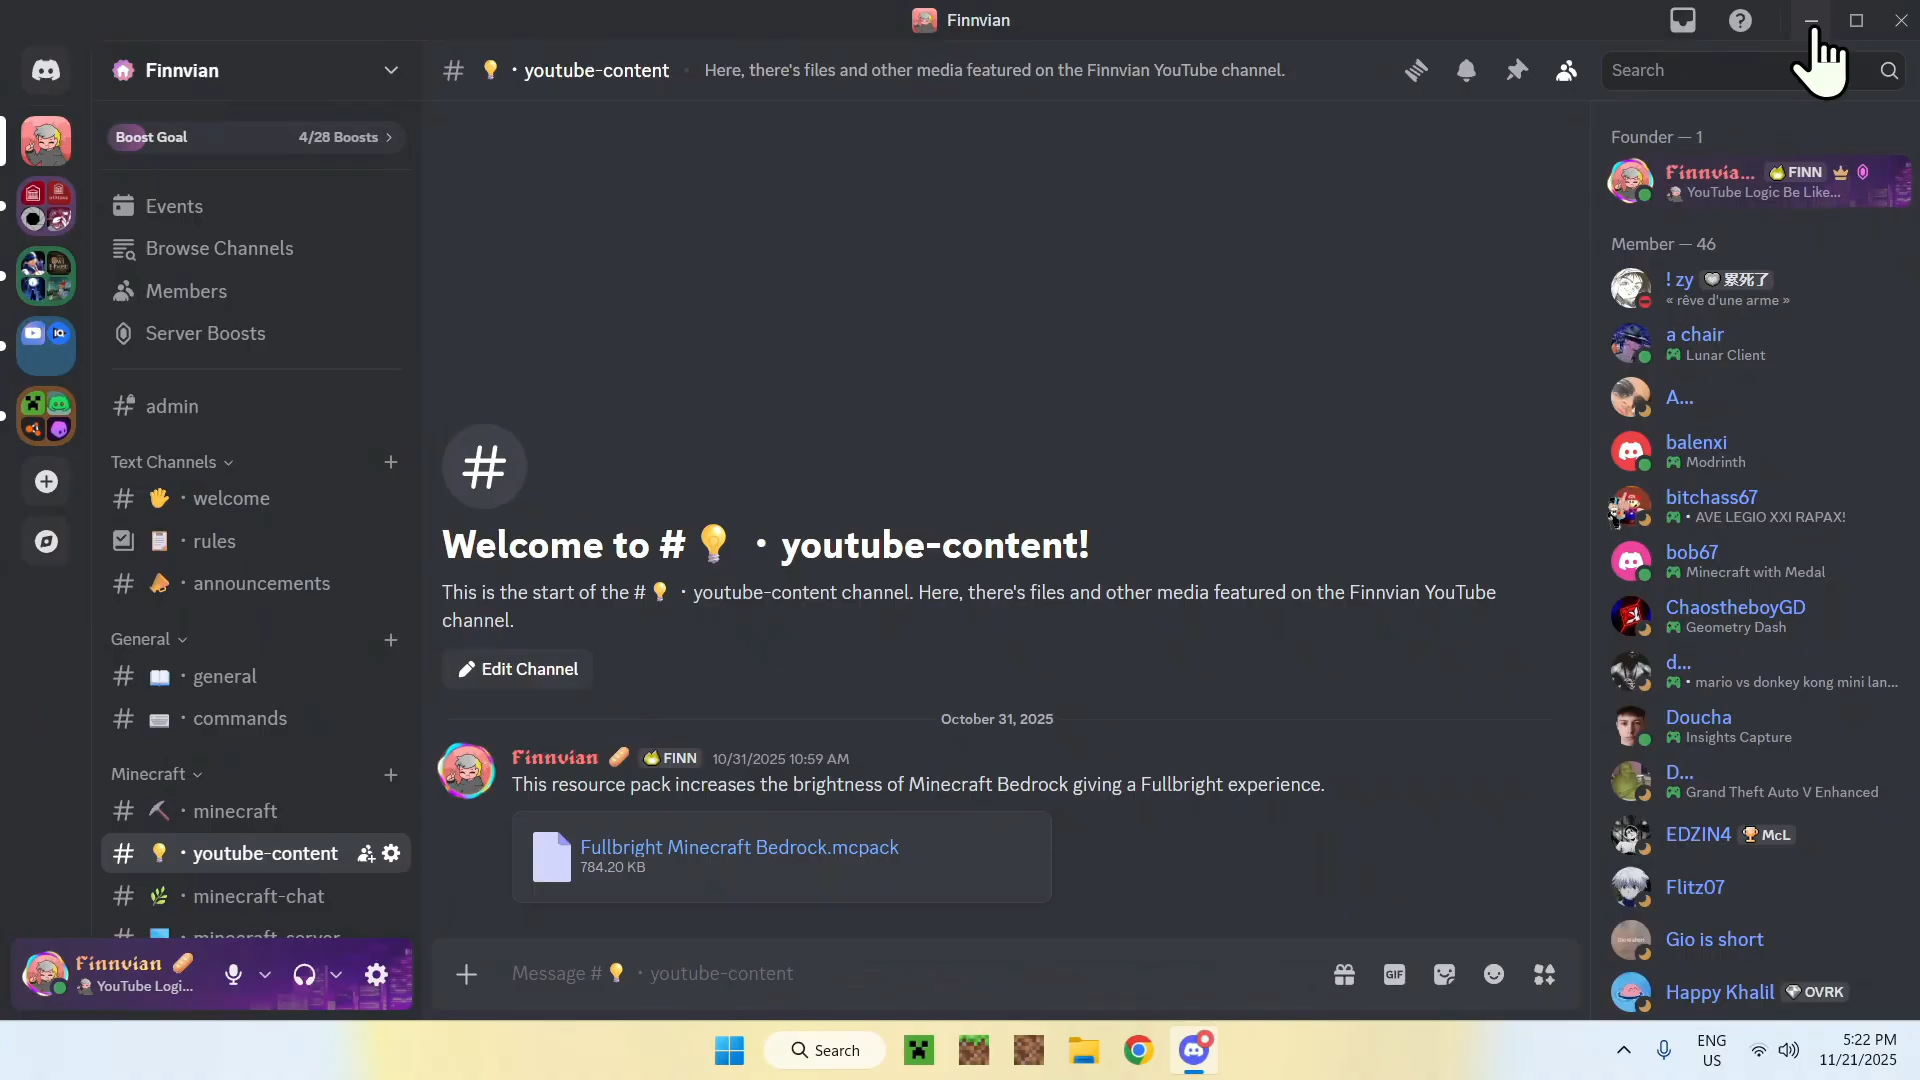 Finnvian
Finnvian
Boost Goal
4/28 Boosts
Events
Browse Channels
Members
Server Boosts
admin
Text Channels
welcome
rules
announcements
General
general
commands
Minecraft
minecraft
youtube-content
minecraft-chat
minecraft-server
Finnvian
YouTube Logi...
# 💡・youtube-content
Here, there's files and other media featured on the Finnvian YouTube channel.
Search
Welcome to #💡・youtube-content!
This is the start of the #💡・youtube-content channel. Here, there's files and other media featured on the Finnvian YouTube
channel.
Edit Channel
October 31, 2025
Finnvian FINN 10/31/2025 10:59 AM
This resource pack increases the brightness of Minecraft Bedrock giving a Fullbright experience.
Fullbright Minecraft Bedrock.mcpack
784.20 KB
Message #💡・youtube-content
GIF
Founder — 1
Finnvia... FINN
YouTube Logic Be Like...
Member — 46
! zy 累死了
« rêve d'une arme »
a chair
Lunar Client
A...
balenxi
Modrinth
bitchass67
• AVE LEGIO XXI RAPAX!
bob67
Minecraft with Medal
ChaostheboyGD
Geometry Dash
d...
• mario vs donkey kong mini lan...
Doucha
Insights Capture
D...
Grand Theft Auto V Enhanced
EDZIN4 McL
Flitz07
Gio is short
Happy Khalil OVRK
Search
ENG
US
5:22 PM
11/21/2025